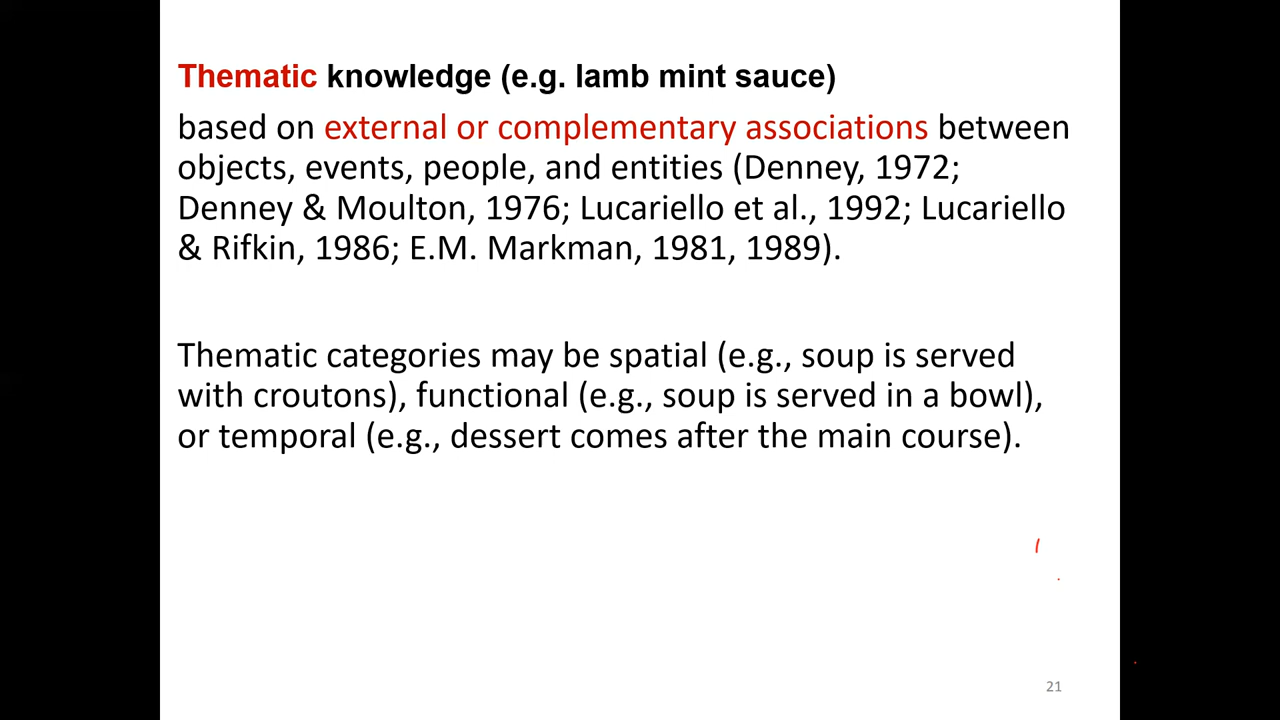 Thematic knowledge (e.g. lamb mint sauce)
based on external or complementary associations between
objects, events, people, and entities (Denney, 1972;
Denney & Moulton, 1976; Lucariello et al., 1992; Lucariello
& Rifkin, 1986; E.M. Markman, 1981, 1989).
Thematic categories may be spatial (e.g., soup is served
with croutons), functional (e.g., soup is served in a bowl),
or temporal (e.g., dessert comes after the main course).
21